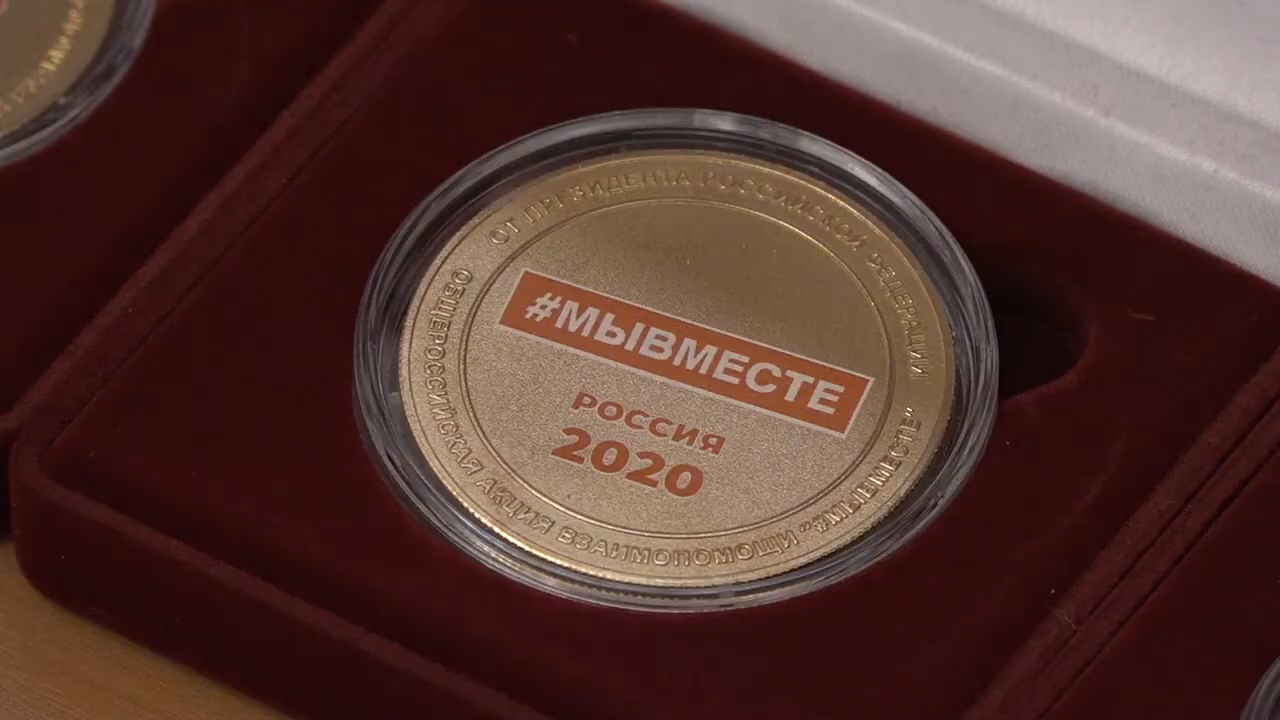 ОТ ПРЕЗИДЕНТА РОССИЙСКОЙ ФЕДЕРАЦИИ
#МЫВМЕСТЕ
РОССИЯ
2020
ОБЩЕРОССИЙСКАЯ АКЦИЯ ВЗАИМОПОМОЩИ "#МЫВМЕСТЕ"